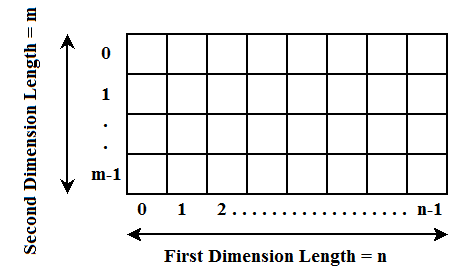 Second Dimension Length = m
0
1
.
.
m-1
0 1 2 . . . . . . . . . . . . . . . . . . n-1
First Dimension Length = n